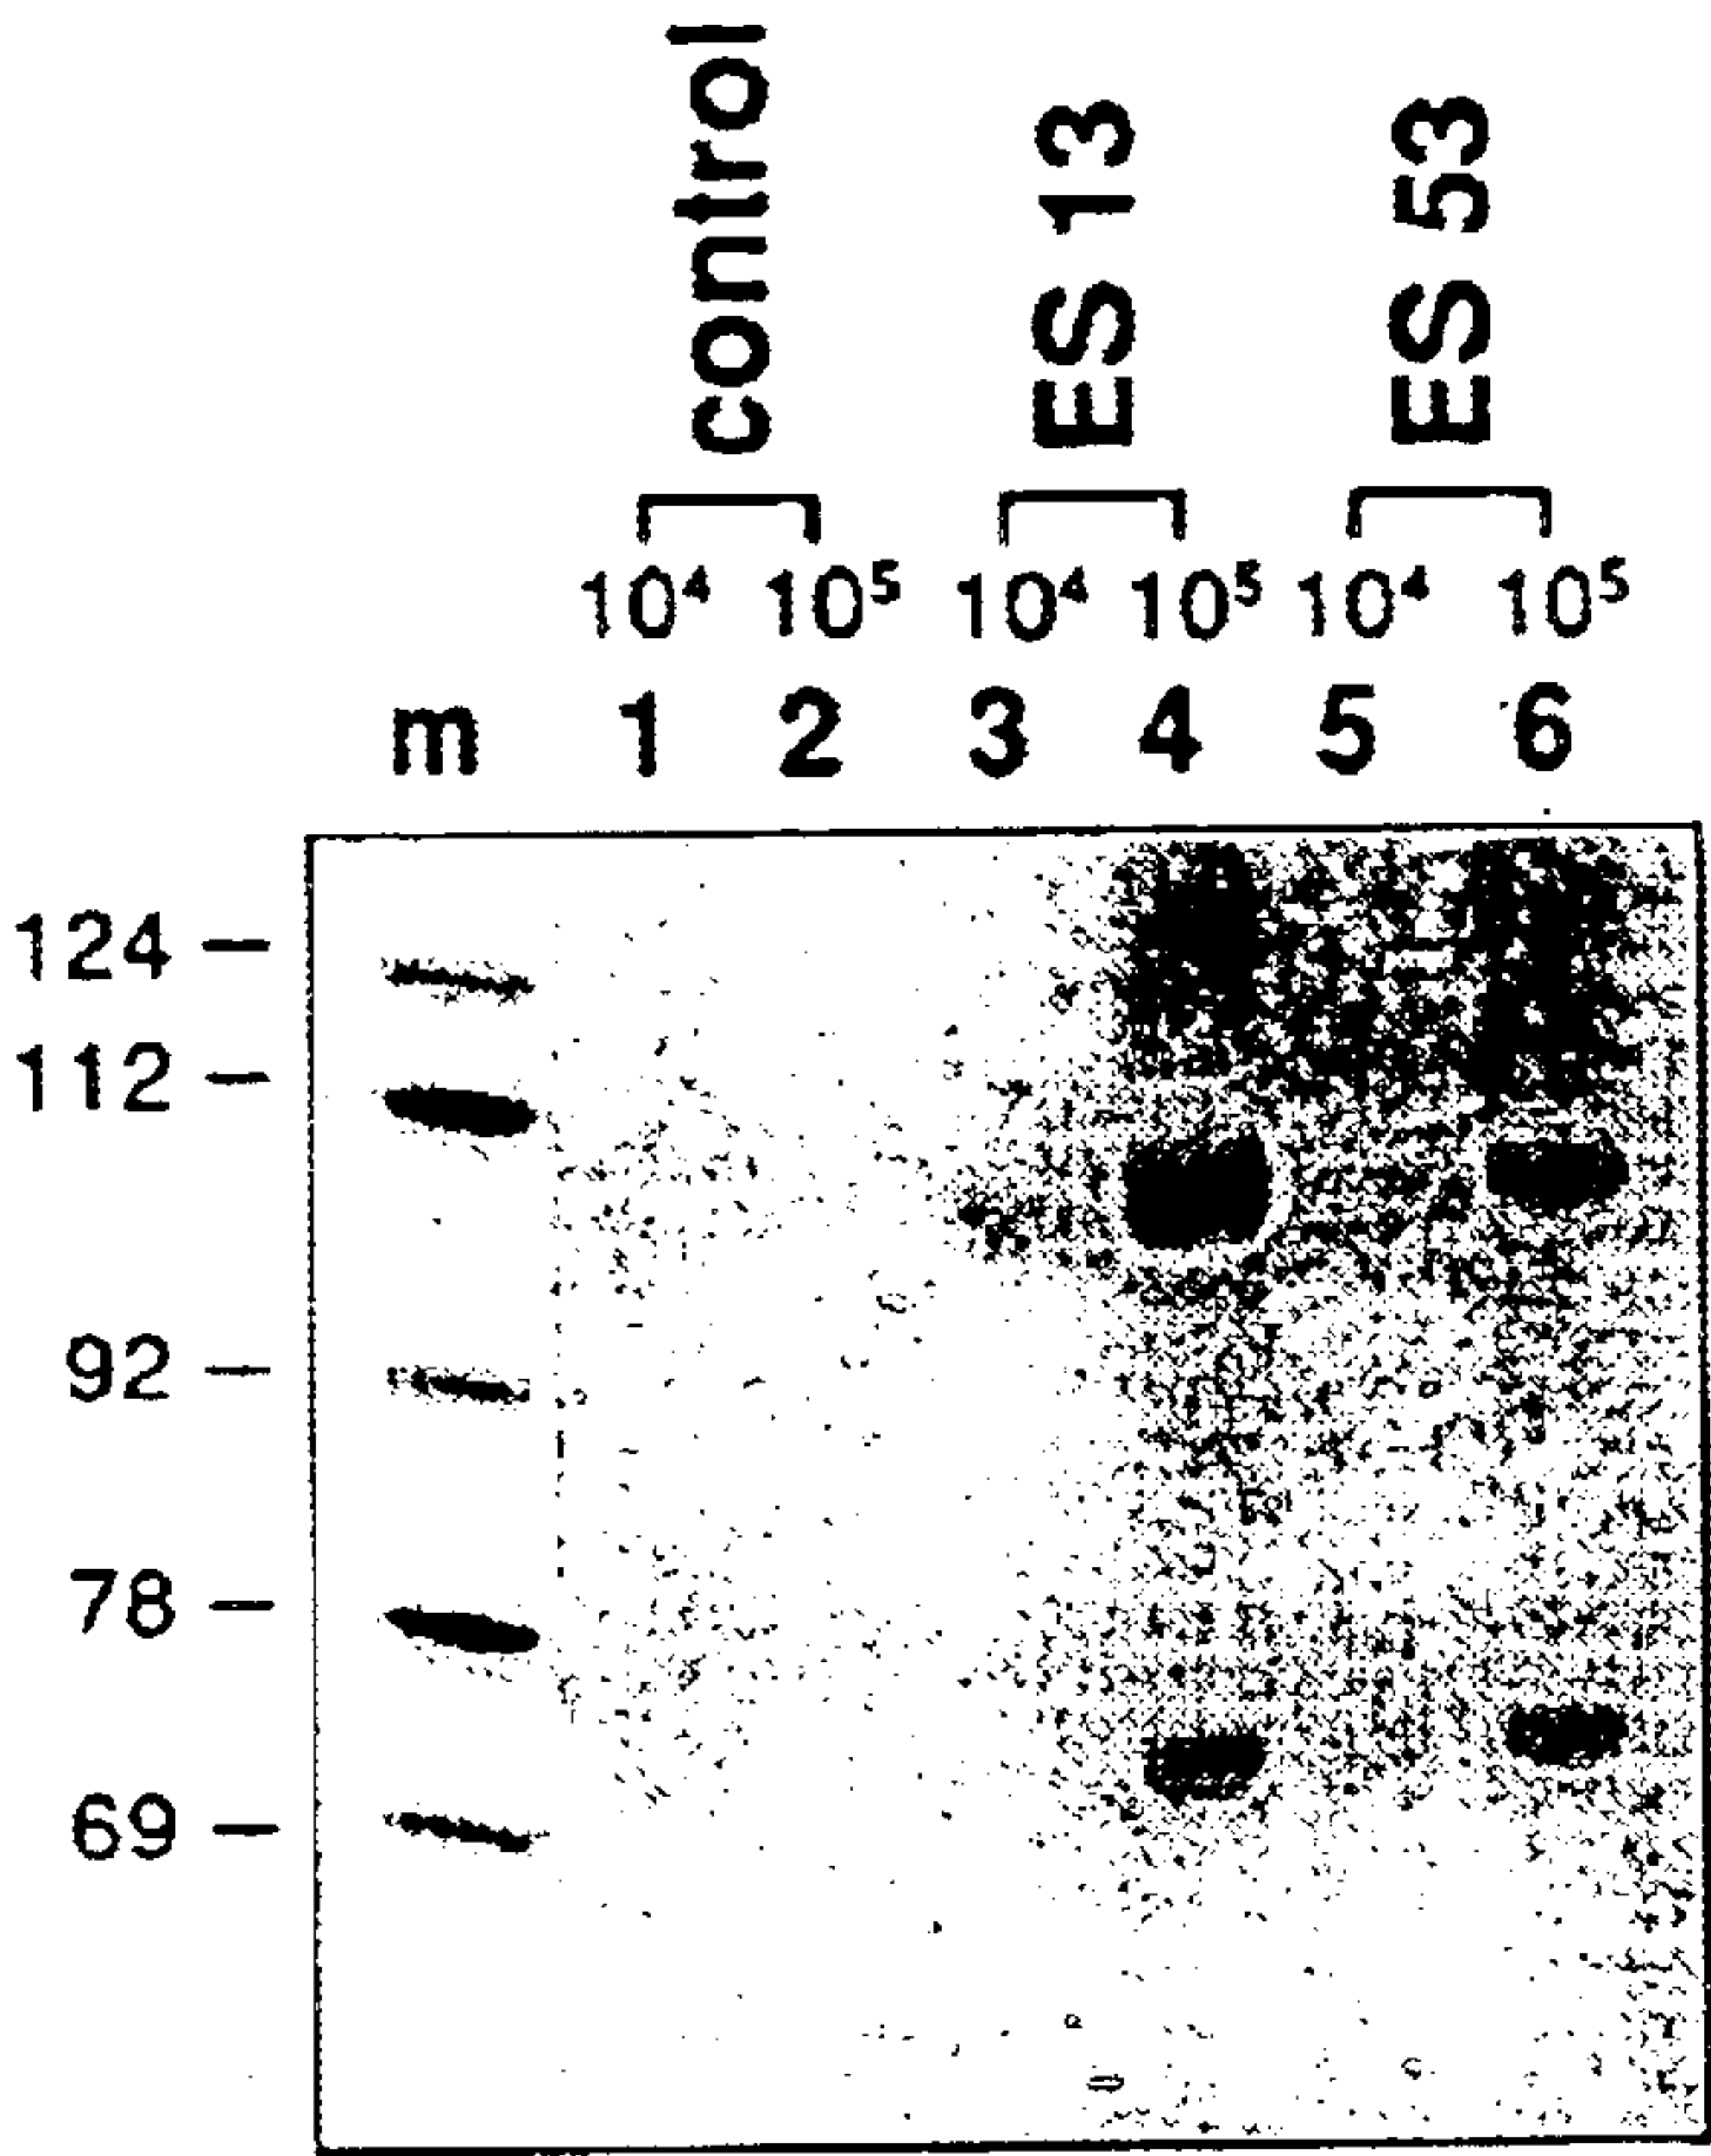 control ES 13 ES 53
10⁴ 10⁵ 10⁴ 10⁵ 10⁴ 10⁵
m 1 2 3 4 5 6
124 –
112 –
92 –
78 –
69 –